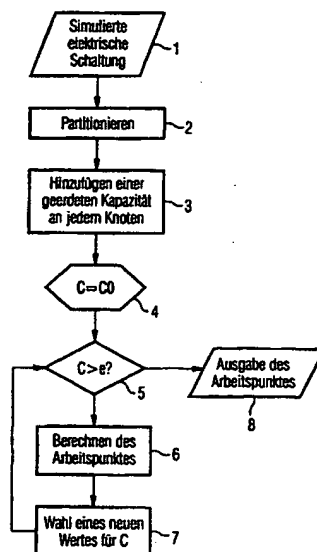 Simulierte
elektrische
Schaltung
1
Partitionieren
2
Hinzufügen einer
geerdeten Kapazität
an jedem Knoten
3
C=C0
4
C>e?
5
Ausgabe des
Arbeitspunktes
8
Berechnen des
Arbeitspunktes
6
Wahl eines neuen
Wertes für C
7